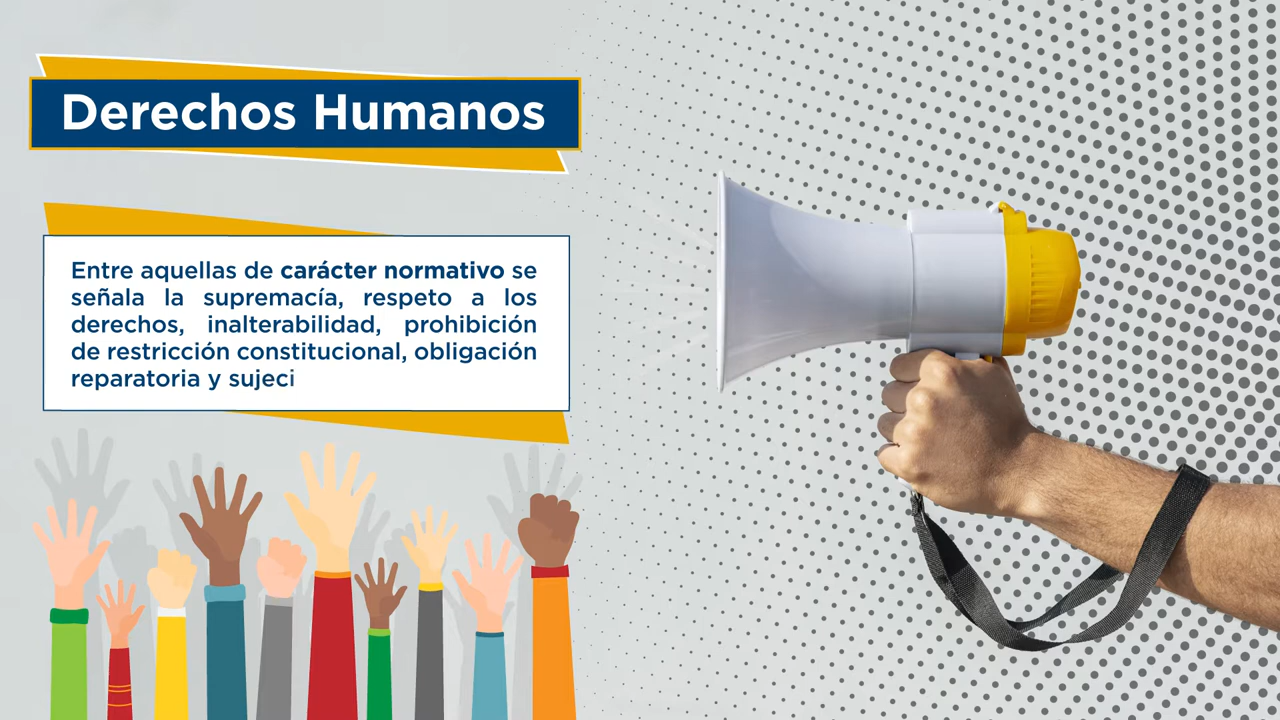 Derechos Humanos
Entre aquellas de carácter normativo se
señala la supremacía, respeto a los
derechos, inalterabilidad, prohibición
de restricción constitucional, obligación
reparatoria y sujeci